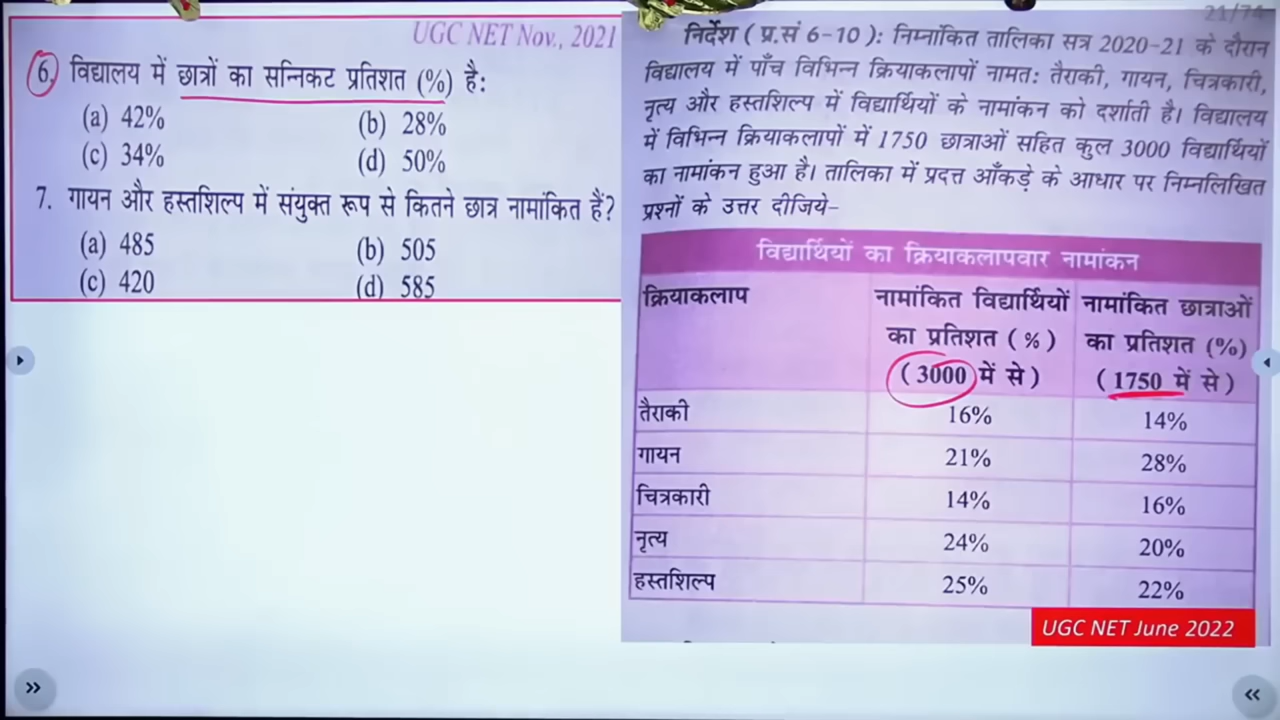 UGC NET Nov., 2021
6. विद्यालय में छात्रों का सन्निकट प्रतिशत (%) है:
(a) 42% (b) 28%
(c) 34% (d) 50%
7. गायन और हस्तशिल्प में संयुक्त रूप से कितने छात्र नामांकित हैं?
(a) 485 (b) 505
(c) 420 (d) 585
21/74
निर्देश ( प्र.सं 6-10 ): निम्नांकित तालिका सत्र 2020-21 के दौरान
विद्यालय में पाँच विभिन्न क्रियाकलापों नामत: तैराकी, गायन, चित्रकारी,
नृत्य और हस्तशिल्प में विद्यार्थियों के नामांकन को दर्शाती है। विद्यालय
में विभिन्न क्रियाकलापों में 1750 छात्राओं सहित कुल 3000 विद्यार्थियों
का नामांकन हुआ है। तालिका में प्रदत्त आँकड़े के आधार पर निम्नलिखित
प्रश्नों के उत्तर दीजिये-
विद्यार्थियों का क्रियाकलापवार नामांकन
क्रियाकलाप नामांकित विद्यार्थियों नामांकित छात्राओं
का प्रतिशत ( % ) का प्रतिशत (%)
( 3000 में से ) ( 1750 में से )
तैराकी 16% 14%
गायन 21% 28%
चित्रकारी 14% 16%
नृत्य 24% 20%
हस्तशिल्प 25% 22%
UGC NET June 2022